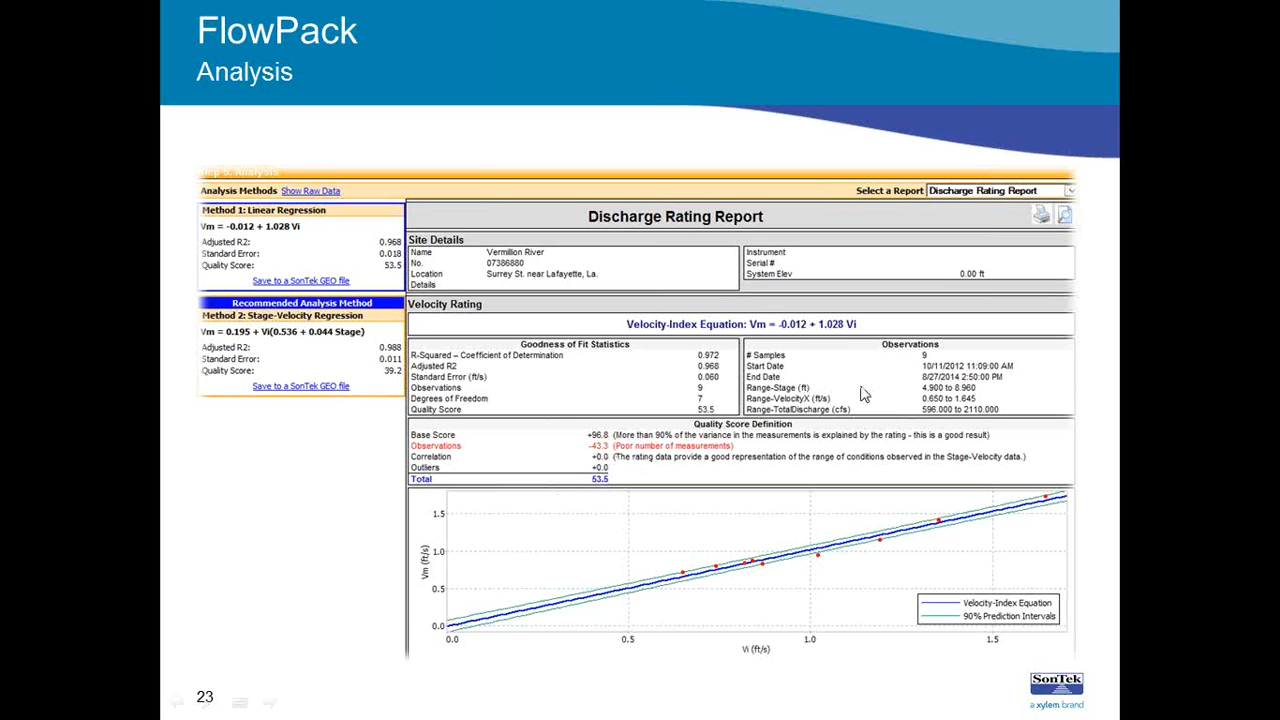 FlowPack
Analysis
Step 5. Analysis
Analysis Methods Show Raw Data
Select a Report Discharge Rating Report
Method 1: Linear Regression
Vm = -0.012 + 1.028 Vi
Adjusted R2: 0.968
Standard Error: 0.018
Quality Score: 53.5
Save to a SonTek GEO file
Recommended Analysis Method
Method 2: Stage-Velocity Regression
Vm = 0.195 + Vi(0.536 + 0.044 Stage)
Adjusted R2: 0.988
Standard Error: 0.011
Quality Score: 39.2
Save to a SonTek GEO file
Discharge Rating Report
Site Details
Name Vermillion River
No. 07386880
Location Surrey St. near Lafayette, La.
Details
Instrument
Serial #
System Elev 0.00 ft
Velocity Rating
Velocity-Index Equation: Vm = -0.012 + 1.028 Vi
Goodness of Fit Statistics
R-Squared – Coefficient of Determination 0.972
Adjusted R2 0.968
Standard Error (ft/s) 0.060
Observations 9
Degrees of Freedom 7
Quality Score 53.5
Observations
# Samples 9
Start Date 10/11/2012 11:09:00 AM
End Date 8/27/2014 2:50:00 PM
Range-Stage (ft) 4.900 to 8.960
Range-VelocityX (ft/s) 0.650 to 1.645
Range-TotalDischarge (cfs) 596.000 to 2110.000
Quality Score Definition
Base Score +96.8 (More than 90% of the variance in the measurements is explained by the rating - this is a good result)
Observations -43.3 (Poor number of measurements)
Correlation +0.0 (The rating data provide a good representation of the range of conditions observed in the Stage-Velocity data.)
Outliers +0.0
Total 53.5
Vm (ft/s)
1.5
1.0
0.5
0.0
0.0 0.5 1.0 1.5
Vi (ft/s)
Velocity-Index Equation
90% Prediction Intervals
23
SonTek
a xylem brand